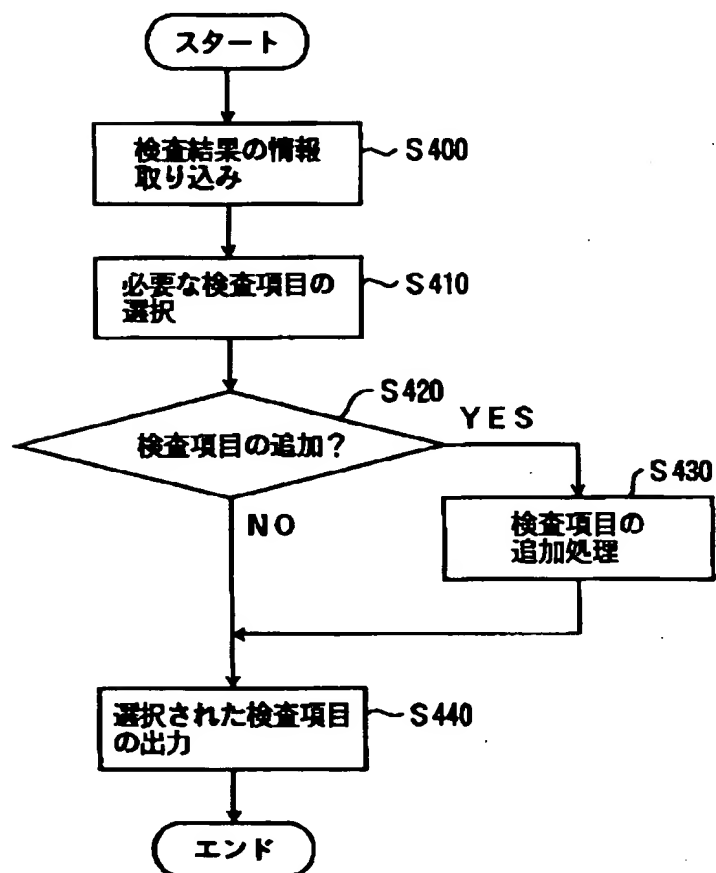 スタート
検査結果の情報
取り込み
S400
必要な検査項目の
選択
S410
S420
検査項目の追加？
YES
S430
検査項目の
追加処理
NO
選択された検査項目
の出力
S440
エンド